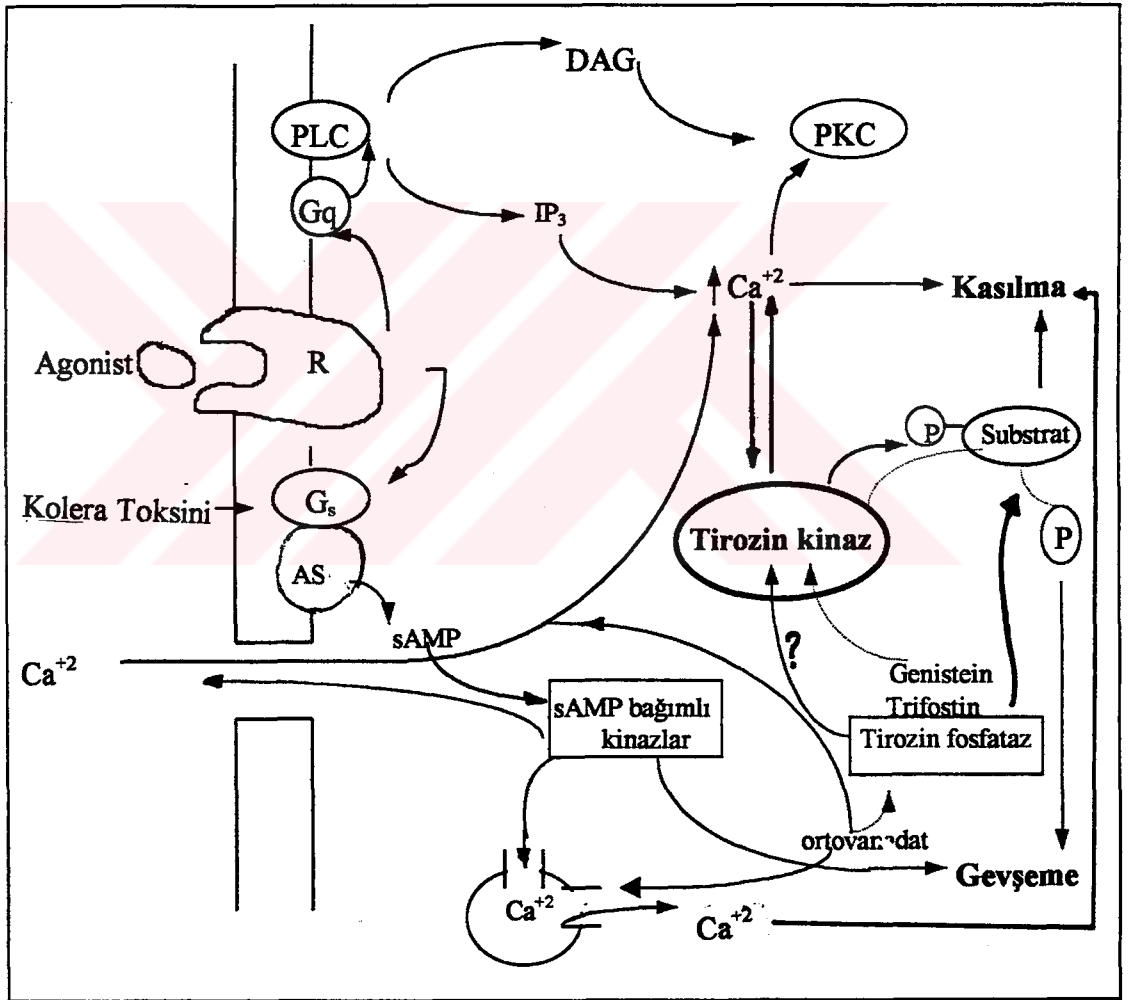 DAG
PLC
PKC
Gq
IP₃
Ca⁺²
Kasılma
Agonist
R
P
Substrat
Kolera Toksini
Gₛ
P
Tirozin kinaz
AS
?
sAMP
Ca⁺²
Genistein
Trifostin
sAMP bağımlı
kinazlar
Tirozin fosfataz
Gevşeme
Ca⁺²
Ca⁺²